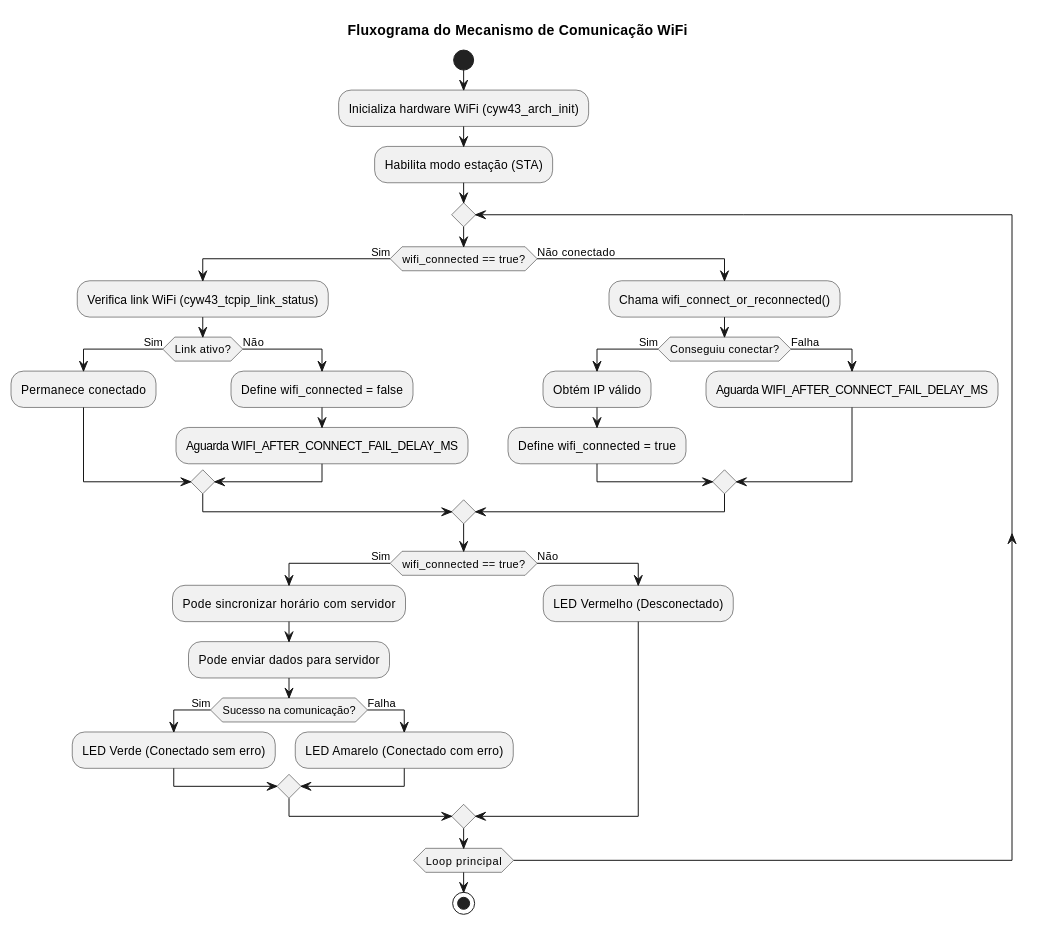 Fluxograma do Mecanismo de Comunicação WiFi
Inicializa hardware WiFi (cyw43_arch_init)
Habilita modo estação (STA)
Sim
wifi_connected == true?
Não conectado
Verifica link WiFi (cyw43_tcpip_link_status)
Chama wifi_connect_or_reconnected()
Sim
Link ativo?
Não
Sim
Conseguiu conectar?
Falha
Permanece conectado
Define wifi_connected = false
Obtém IP válido
Aguarda WIFI_AFTER_CONNECT_FAIL_DELAY_MS
Aguarda WIFI_AFTER_CONNECT_FAIL_DELAY_MS
Define wifi_connected = true
Sim
wifi_connected == true?
Não
Pode sincronizar horário com servidor
LED Vermelho (Desconectado)
Pode enviar dados para servidor
Sim
Sucesso na comunicação?
Falha
LED Verde (Conectado sem erro)
LED Amarelo (Conectado com erro)
Loop principal